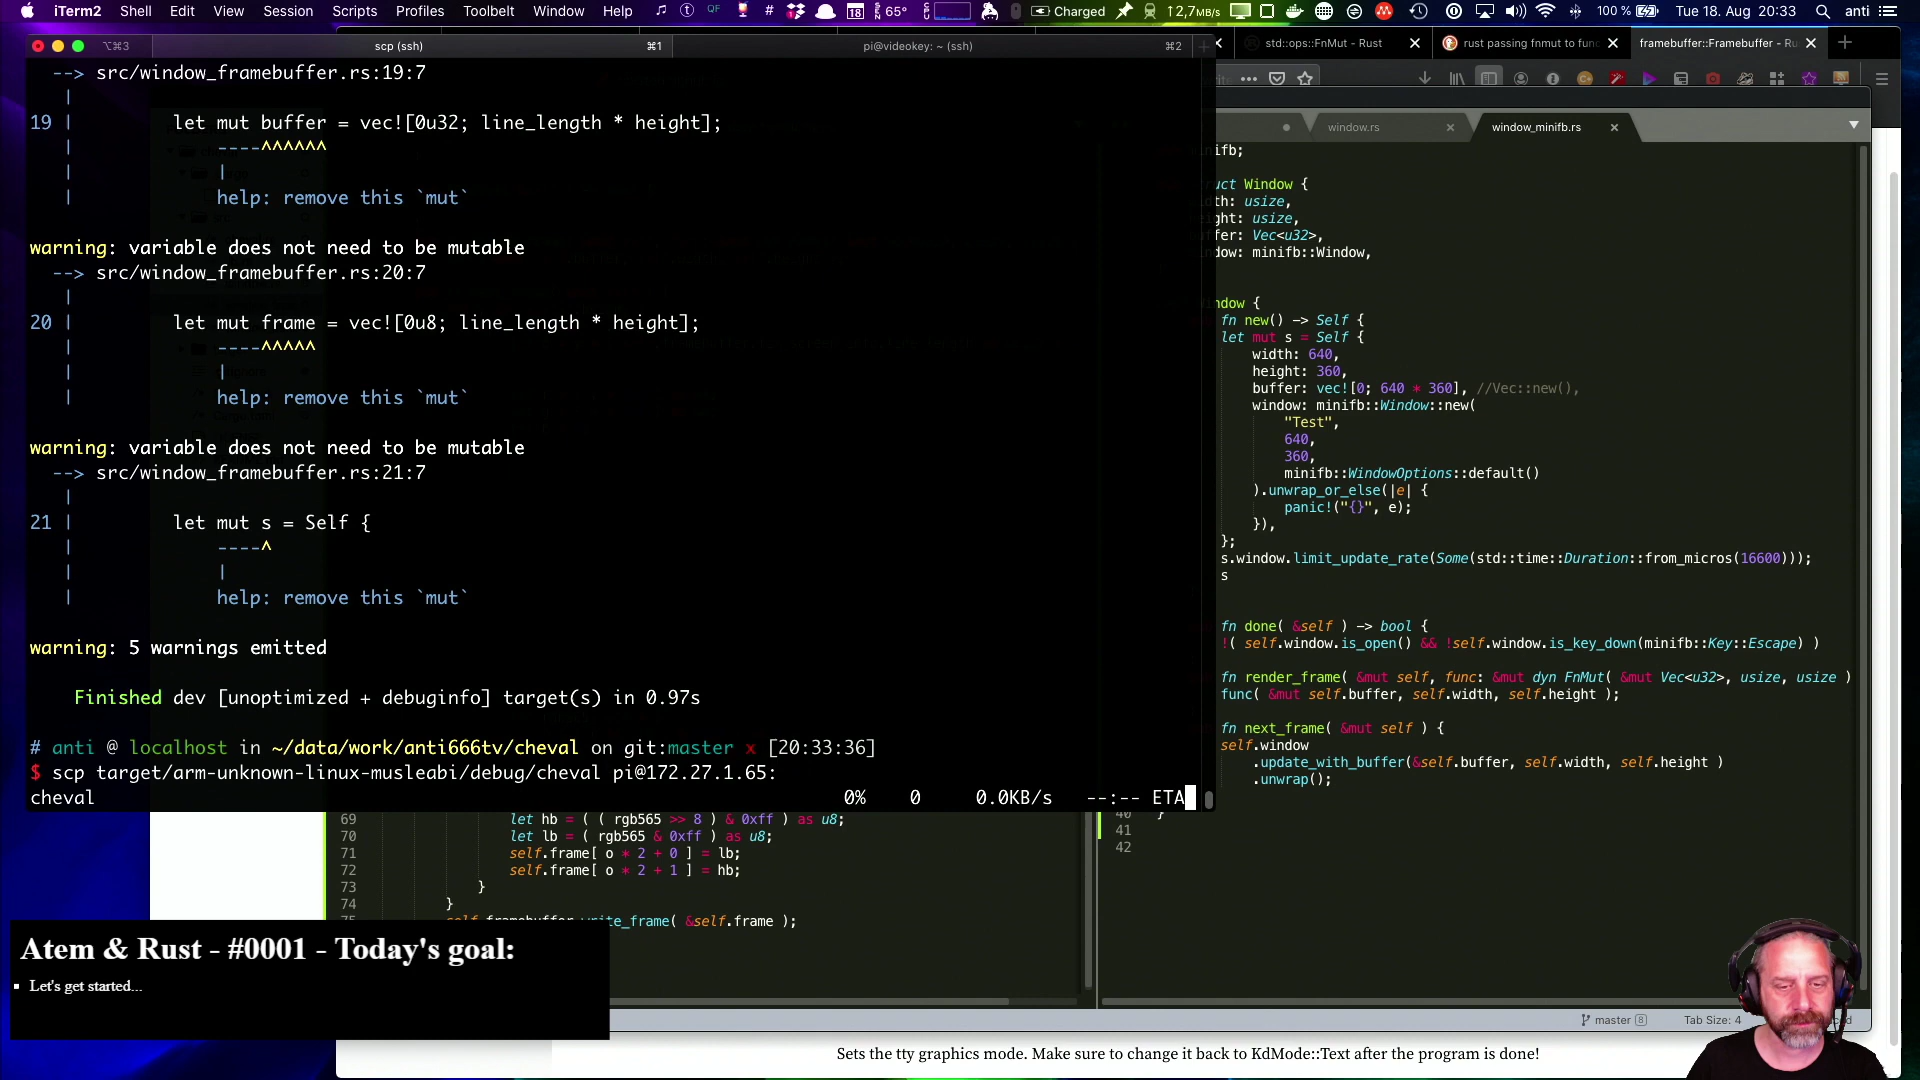 iTerm2 Shell Edit View Session Scripts Profiles Toolbelt Window Help
QF 18 65° Charged 2,7MB/s 100 % Tue 18. Aug 20:33 anti
⌥⌘3 scp (ssh) ⌘1 pi@videokey: ~ (ssh) ⌘2
std::ops::FnMut - Rust
rust passing fnmut to func
framebuffer::Framebuffer - Ru
--> src/window_framebuffer.rs:19:7
|
19 | let mut buffer = vec![0u32; line_length * height];
| ----^^^^^^
| |
| help: remove this `mut`
warning: variable does not need to be mutable
--> src/window_framebuffer.rs:20:7
|
20 | let mut frame = vec![0u8; line_length * height];
| ----^^^^^
| |
| help: remove this `mut`
warning: variable does not need to be mutable
--> src/window_framebuffer.rs:21:7
|
21 | let mut s = Self {
| ----^
| |
| help: remove this `mut`
warning: 5 warnings emitted
Finished dev [unoptimized + debuginfo] target(s) in 0.97s
# anti @ localhost in ~/data/work/anti666tv/cheval on git:master x [20:33:36]
$ scp target/arm-unknown-linux-musleabi/debug/cheval pi@172.27.1.65:
cheval 0% 0 0.0KB/s --:-- ETA
window.rs
window_minifb.rs
nifb;
uct Window {
th: usize,
ght: usize,
ffer: Vec<u32>,
dow: minifb::Window,
ndow {
fn new() -> Self {
let mut s = Self {
width: 640,
height: 360,
buffer: vec![0; 640 * 360], //Vec::new(),
window: minifb::Window::new(
"Test",
640,
360,
minifb::WindowOptions::default()
).unwrap_or_else(|e| {
panic!("{}", e);
}),
};
s.window.limit_update_rate(Some(std::time::Duration::from_micros(16600)));
s
fn done( &self ) -> bool {
!( self.window.is_open() && !self.window.is_key_down(minifb::Key::Escape) )
fn render_frame( &mut self, func: &mut dyn FnMut( &mut Vec<u32>, usize, usize )
func( &mut self.buffer, self.width, self.height );
fn next_frame( &mut self ) {
self.window
.update_with_buffer(&self.buffer, self.width, self.height )
.unwrap();
40 }
41
42
69 let hb = ( ( rgb565 >> 8 ) & 0xff ) as u8;
70 let lb = ( rgb565 & 0xff ) as u8;
71 self.frame[ o * 2 + 0 ] = lb;
72 self.frame[ o * 2 + 1 ] = hb;
73 }
74 }
75 self.framebuffer.write_frame( &self.frame );
Atem & Rust - #0001 - Today's goal:
▪ Let's get started...
master 8 Tab Size: 4
Sets the tty graphics mode. Make sure to change it back to KdMode::Text after the program is done!